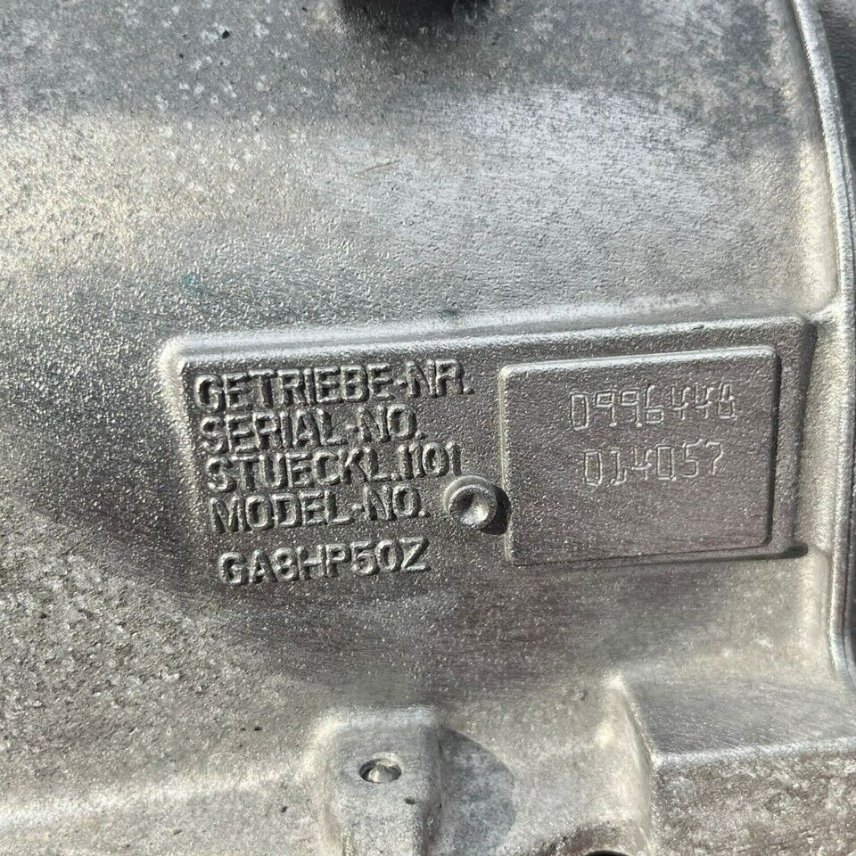 GETRIEBE-NR.
SERIAL-NO.
STUECKL.1101
MODEL-NO.
GA8HP50Z
0996446
014057